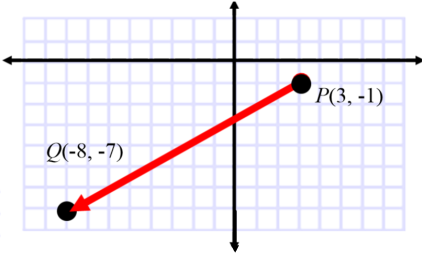 P(3, -1)
Q(-8, -7)